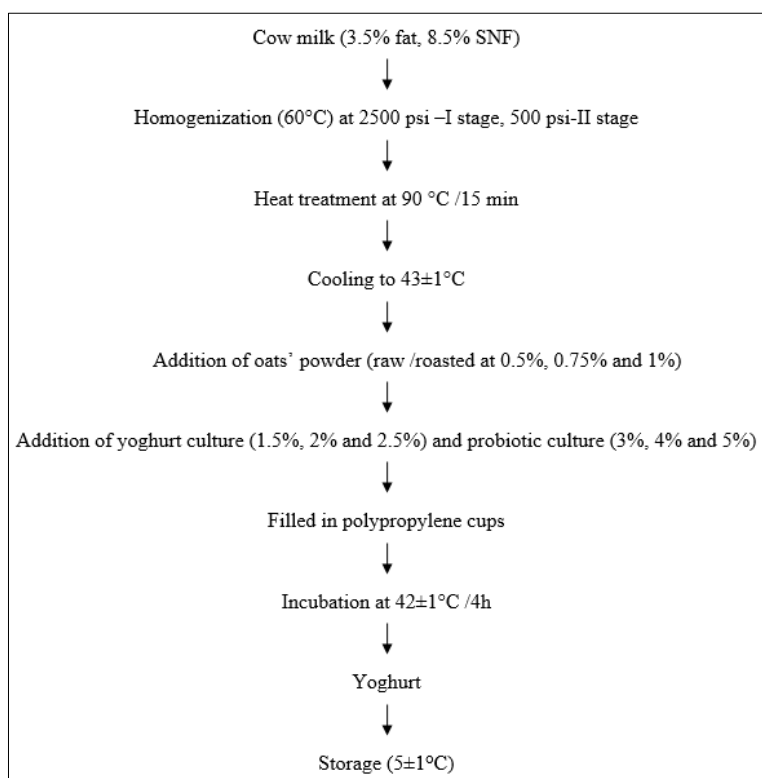 Cow milk (3.5% fat, 8.5% SNF)
Homogenization (60°C) at 2500 psi –I stage, 500 psi-II stage
Heat treatment at 90 °C /15 min
Cooling to 43±1°C
Addition of oats’ powder (raw /roasted at 0.5%, 0.75% and 1%)
Addition of yoghurt culture (1.5%, 2% and 2.5%) and probiotic culture (3%, 4% and 5%)
Filled in polypropylene cups
Incubation at 42±1°C /4h
Yoghurt
Storage (5±1°C)